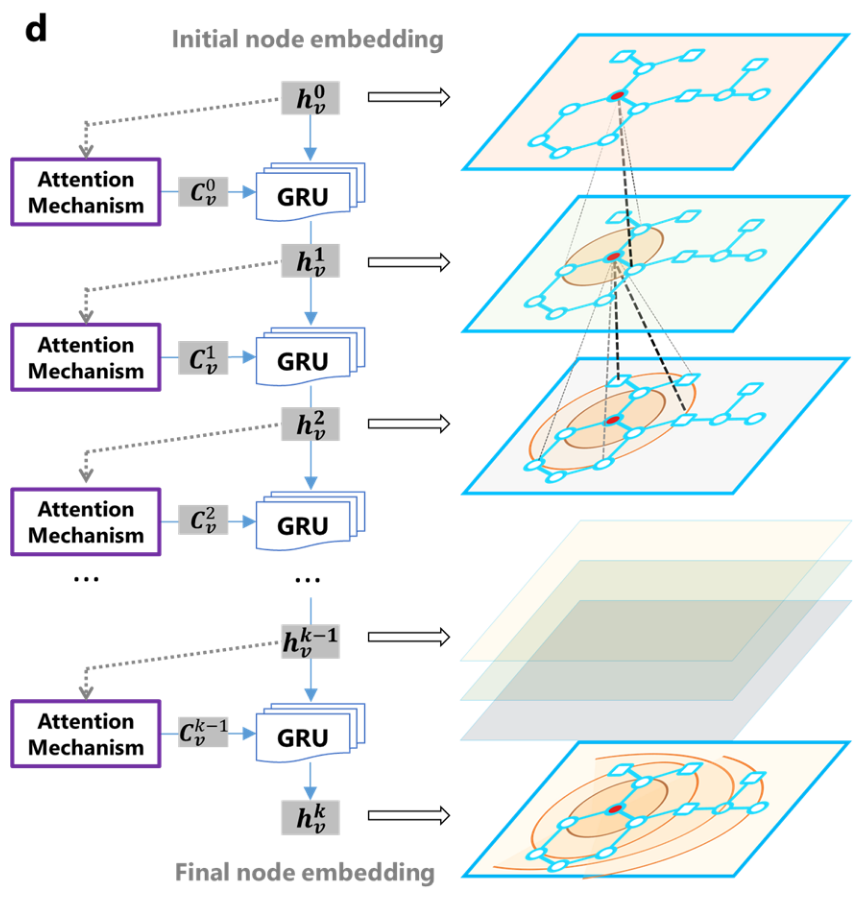 d
Initial node embedding
h_v^0
Attention
Mechanism
C_v^0
GRU
h_v^1
Attention
Mechanism
C_v^1
GRU
h_v^2
Attention
Mechanism
C_v^2
GRU
...
...
h_v^{k-1}
Attention
Mechanism
C_v^{k-1}
GRU
h_v^k
Final node embedding